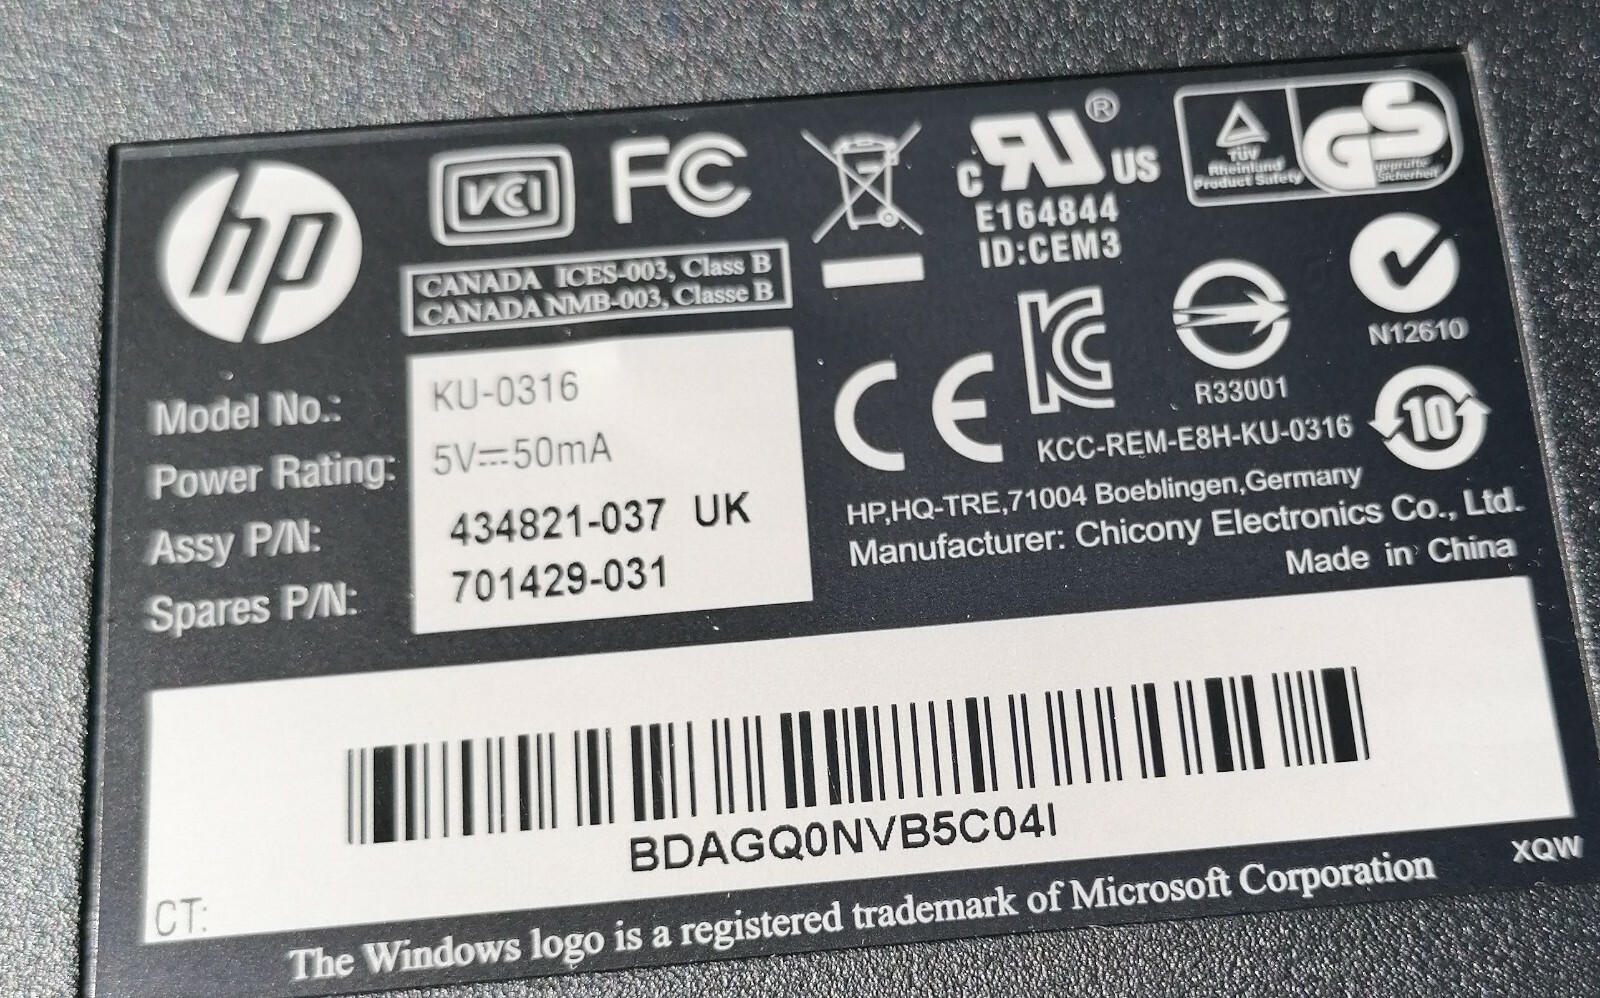 hp
VCI
FC
c RU US ®
E164844
ID:CEM3
TÜV
Rheinland
Product Safety
GS
geprüfte
Sicherheit
CANADA ICES-003, Class B
CANADA NMB-003, Classe B
N12610
Model No.: KU-0316
Power Rating: 5V⎓50mA
Assy P/N: 434821-037 UK
Spares P/N: 701429-031
CE
KC
R33001
10
KCC-REM-E8H-KU-0316
HP,HQ-TRE,71004 Boeblingen,Germany
Manufacturer: Chicony Electronics Co., Ltd.
Made in China
BDAGQ0NVB5C04I
CT:
XQW
The Windows logo is a registered trademark of Microsoft Corporation